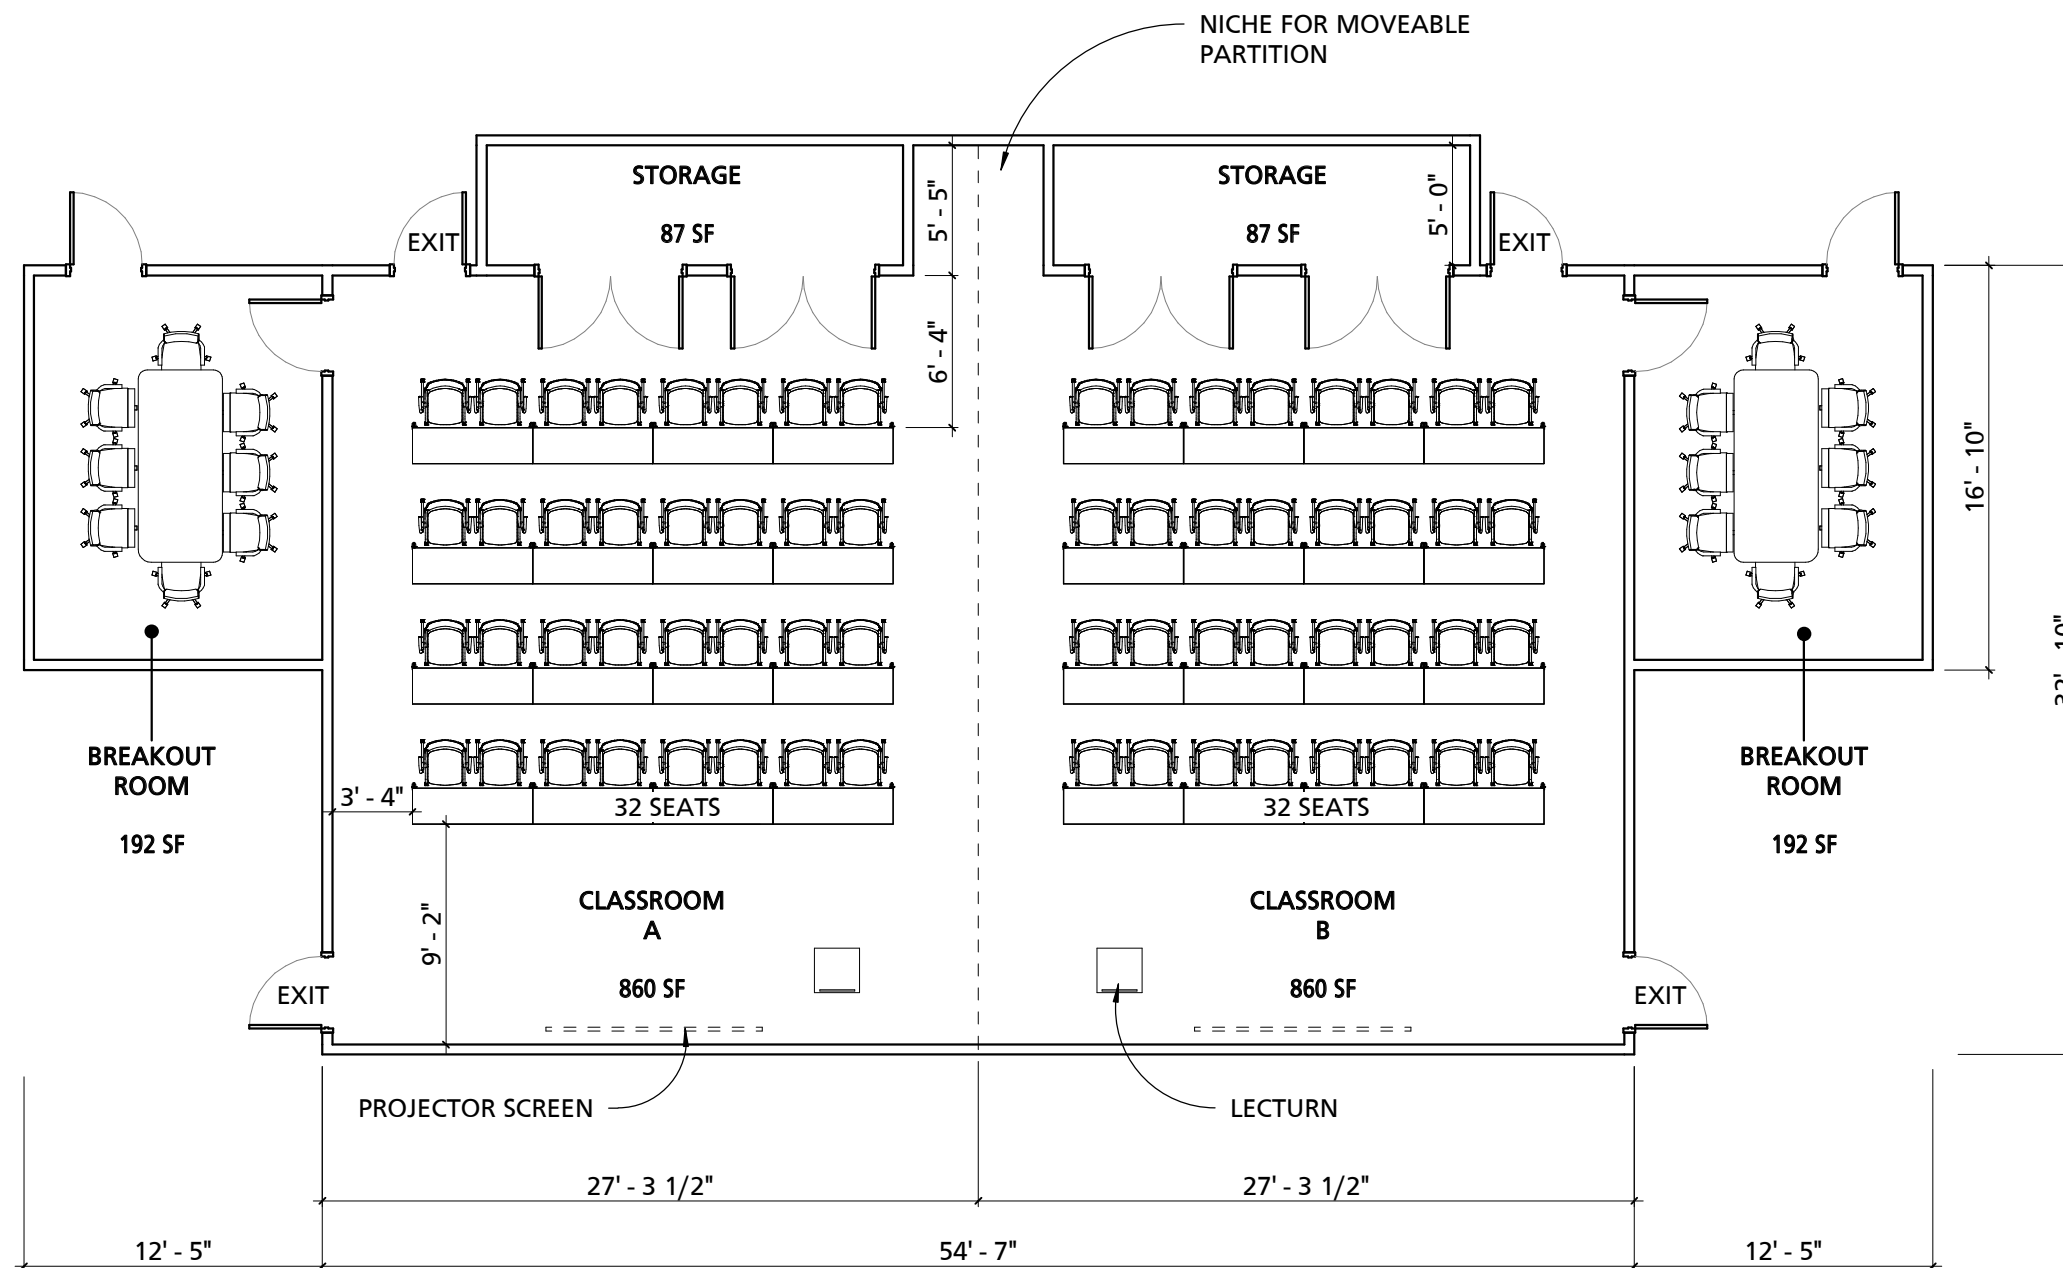 NICHE FOR MOVEABLE
PARTITION
STORAGE
87 SF
STORAGE
87 SF
5' - 5"
5' - 0"
EXIT
EXIT
6' - 4"
16' - 10"
BREAKOUT
ROOM
192 SF
BREAKOUT
ROOM
192 SF
3' - 4"
32 SEATS
32 SEATS
9' - 2"
CLASSROOM
A
860 SF
CLASSROOM
B
860 SF
EXIT
EXIT
PROJECTOR SCREEN
LECTURN
27' - 3 1/2"
27' - 3 1/2"
12' - 5"
54' - 7"
12' - 5"